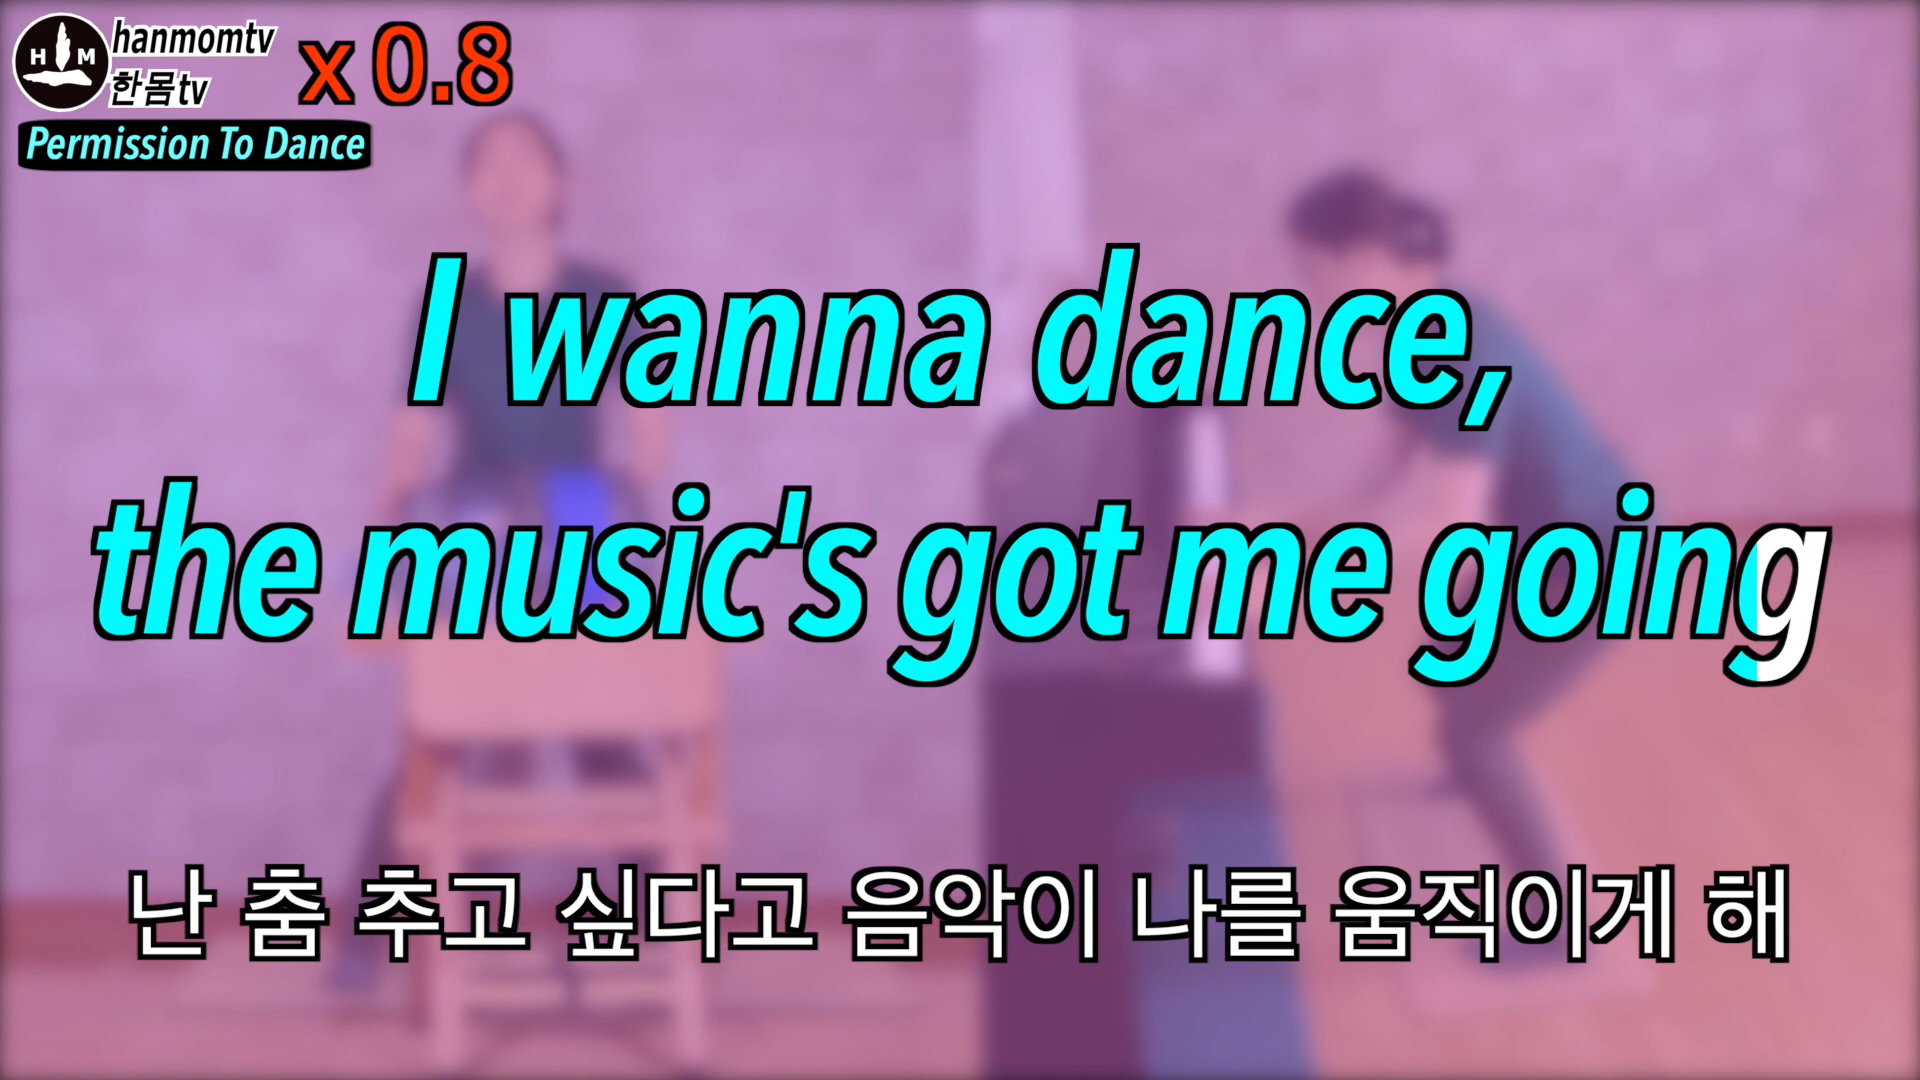 H M
hanmomtv
한몸tv
x 0.8
Permission To Dance
I wanna dance,
the music's got me going
난 춤 추고 싶다고 음악이 나를 움직이게 해